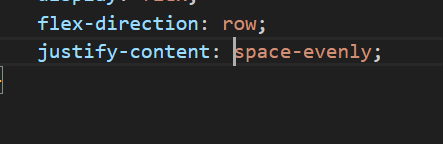 flex-direction: row;
justify-content: space-evenly;